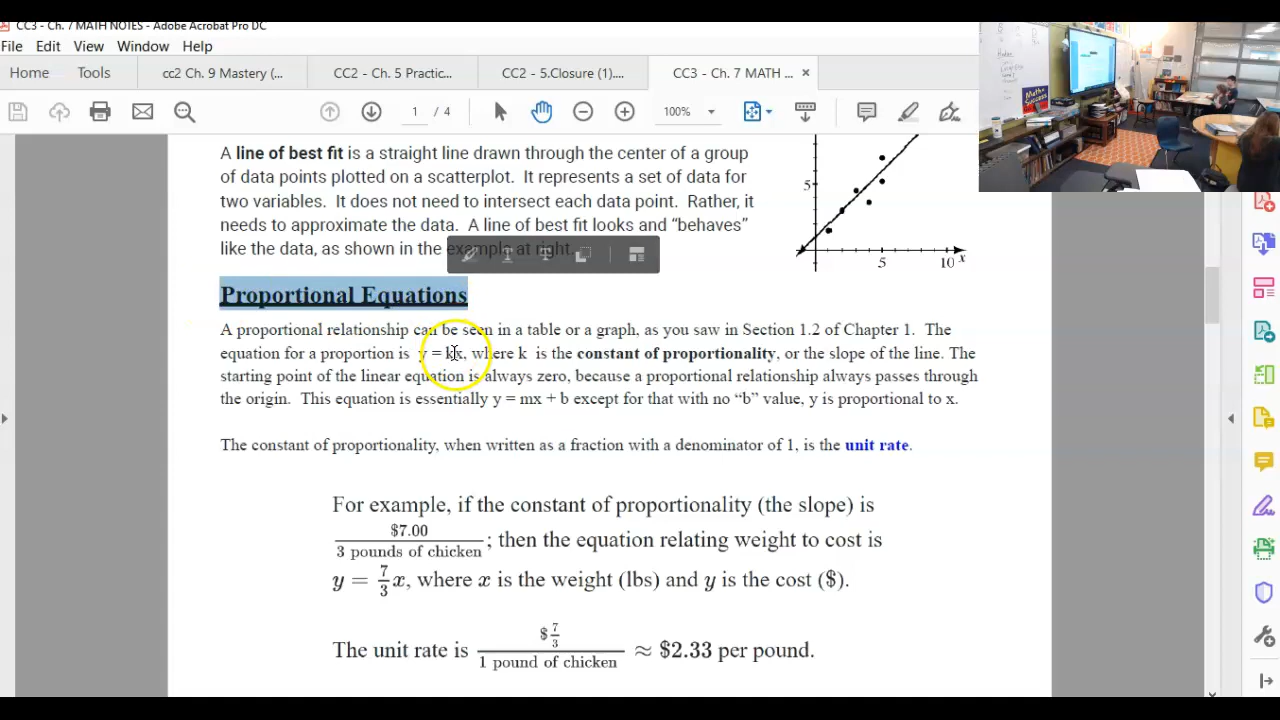 CC3 - Ch. 7 MATH NOTES - Adobe Acrobat Pro DC
File Edit View Window Help
Home Tools cc2 Ch. 9 Mastery (... CC2 - Ch. 5 Practic... CC2 - 5.Closure (1).... CC3 - Ch. 7 MATH ... ×
1 / 4 100%
A line of best fit is a straight line drawn through the center of a group
of data points plotted on a scatterplot. It represents a set of data for
two variables. It does not need to intersect each data point. Rather, it
needs to approximate the data. A line of best fit looks and “behaves”
like the data, as shown in the example at right.
5
5 10 x
Proportional Equations
A proportional relationship can be seen in a table or a graph, as you saw in Section 1.2 of Chapter 1. The
equation for a proportion is y = kx, where k is the constant of proportionality, or the slope of the line. The
starting point of the linear equation is always zero, because a proportional relationship always passes through
the origin. This equation is essentially y = mx + b except for that with no “b” value, y is proportional to x.
The constant of proportionality, when written as a fraction with a denominator of 1, is the unit rate.
For example, if the constant of proportionality (the slope) is
$7.00
3 pounds of chicken ; then the equation relating weight to cost is
y = 7/3 x, where x is the weight (lbs) and y is the cost ($).
The unit rate is $ 7/3
1 pound of chicken ≈ $2.33 per pound.
Math
Success